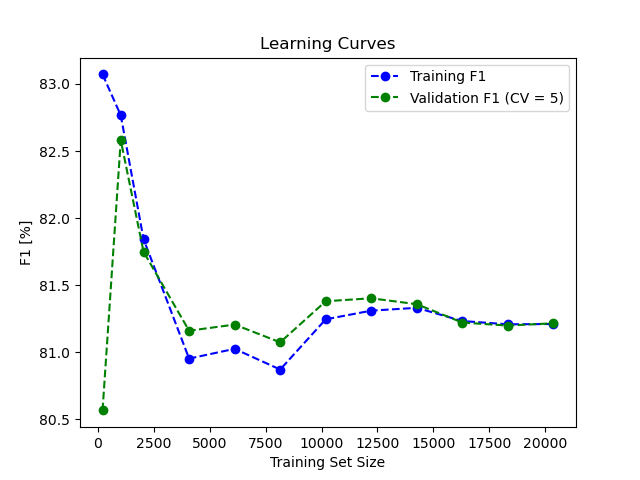 Learning Curves
Training F1
Validation F1 (CV = 5)
F1 [%]
83.0
82.5
82.0
81.5
81.0
80.5
0 2500 5000 7500 10000 12500 15000 17500 20000
Training Set Size